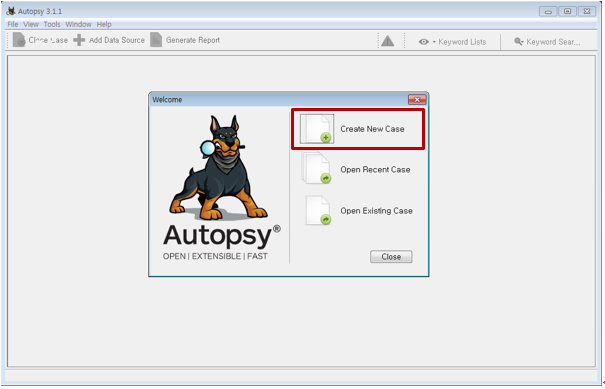 Autopsy 3.1.1
File View Tools Window Help
Close Case Add Data Source Generate Report Keyword Lists Keyword Sear...
Welcome
Create New Case
Open Recent Case
Open Existing Case
Autopsy®
OPEN | EXTENSIBLE | FAST
Close